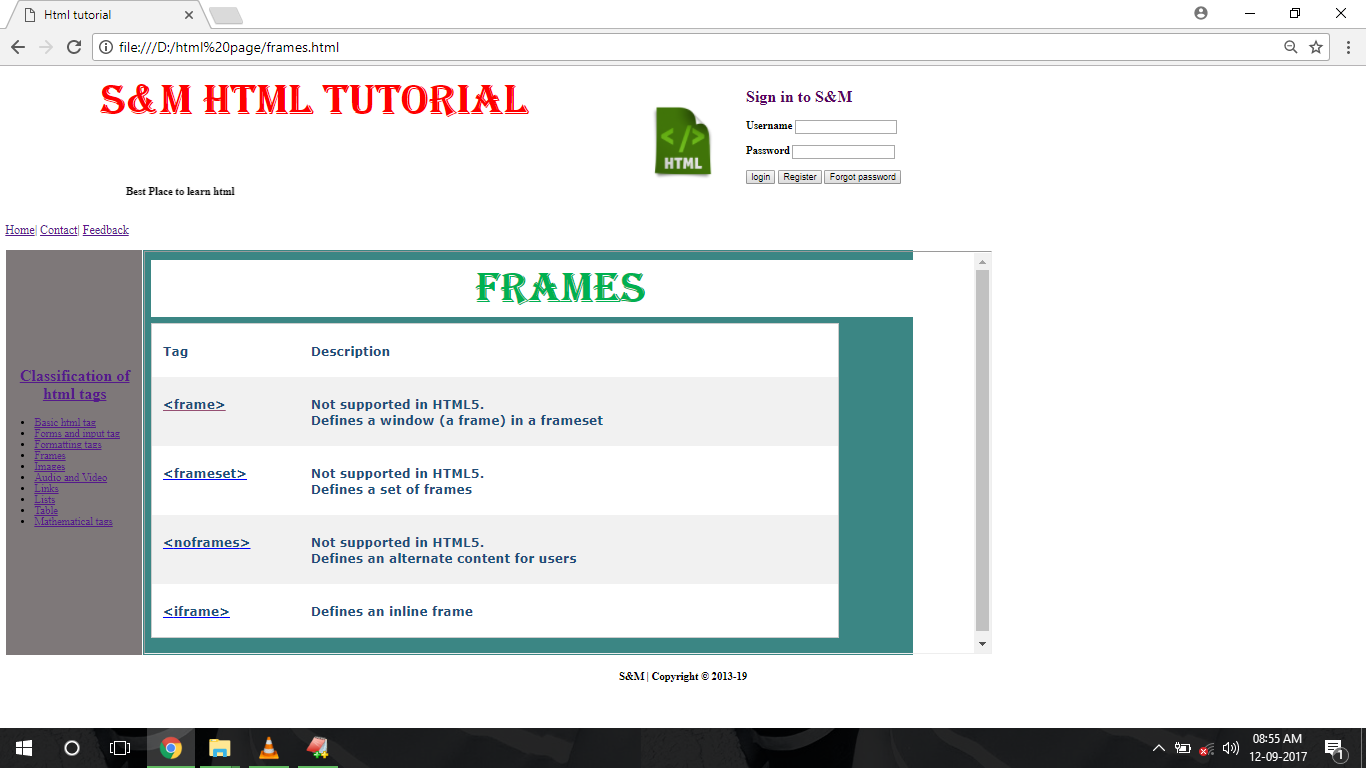 Html tutorial
file:///D:/html%20page/frames.html
S&M HTML TUTORIAL
HTML
Best Place to learn html
Sign in to S&M
Username
Password
login Register Forgot password
Home| Contact| Feedback
Classification of
html tags
Basic html tag
Forms and input tag
Formatting tags
Frames
Images
Audio and Video
Links
Lists
Table
Mathematical tags
FRAMES
Tag Description
<frame> Not supported in HTML5.
Defines a window (a frame) in a frameset
<frameset> Not supported in HTML5.
Defines a set of frames
<noframes> Not supported in HTML5.
Defines an alternate content for users
<iframe> Defines an inline frame
S&M | Copyright © 2013-19
08:55 AM
12-09-2017
1